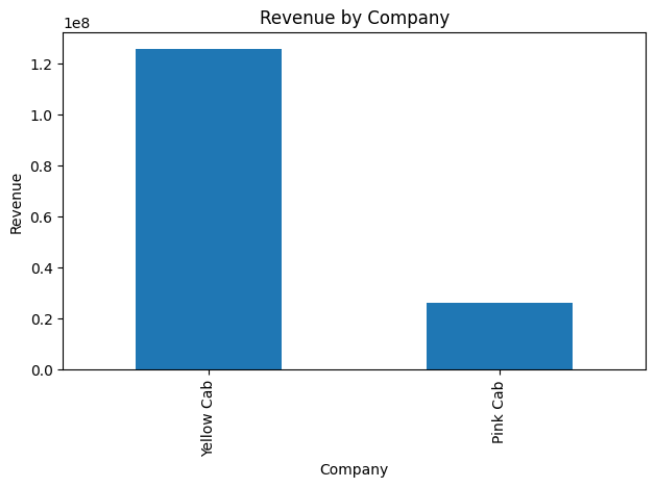 Revenue by Company
1e8
1.2
1.0
0.8
0.6
0.4
0.2
0.0
Revenue
Yellow Cab
Pink Cab
Company